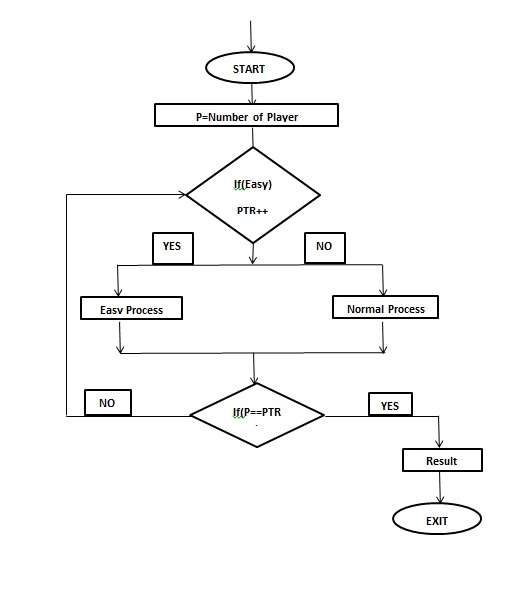 START
P=Number of Player
If(Easy)
PTR++
YES
NO
Easy Process
Normal Process
NO
If(P==PTR
.
YES
Result
EXIT